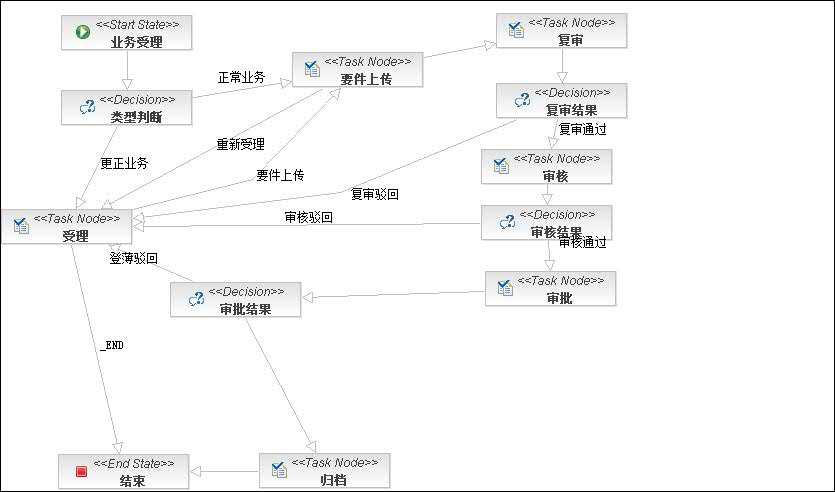 <<Start State>>
业务受理
<<Task Node>>
复审
正常业务
<<Task Node>>
要件上传
<<Decision>>
类型判断
<<Decision>>
复审结果
复审通过
重新受理
更正业务
<<Task Node>>
审核
要件上传
复审驳回
<<Task Node>>
受理
审核驳回
<<Decision>>
审核结果
审核通过
登薄驳回
<<Decision>>
审批结果
<<Task Node>>
审批
_END
<<End State>>
结束
<<Task Node>>
归档